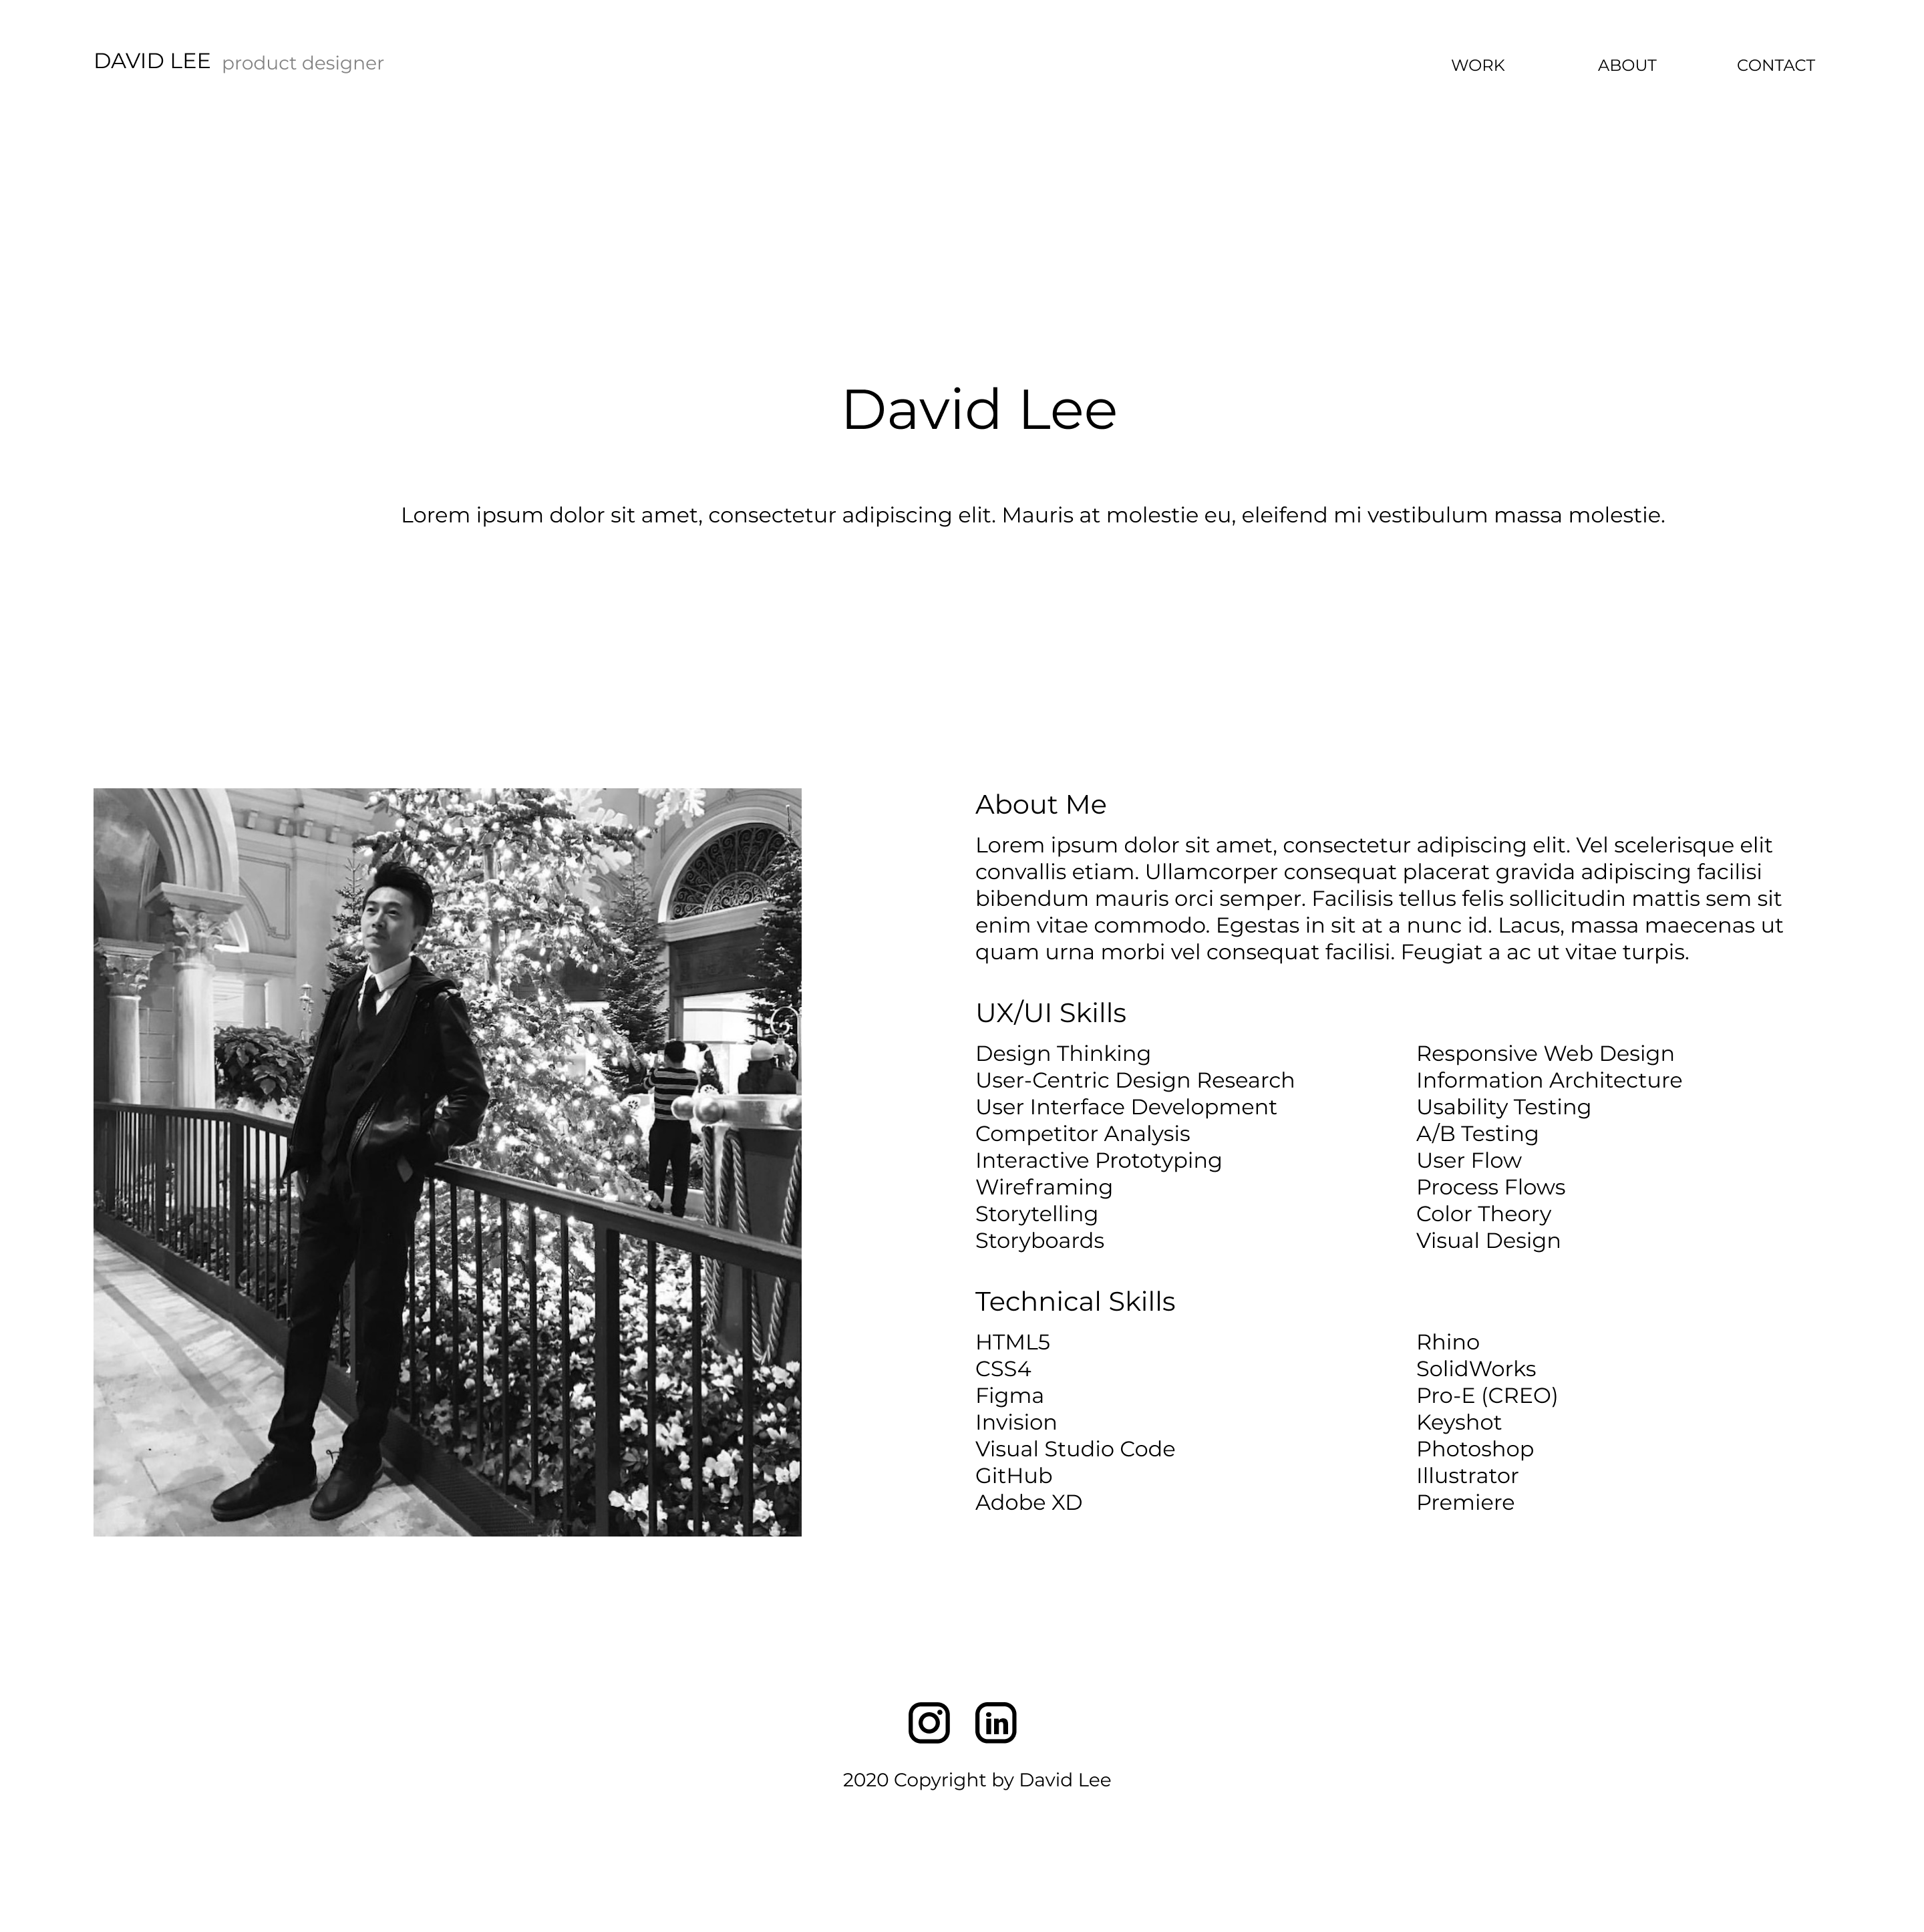 DAVID LEE product designer
WORK ABOUT CONTACT
David Lee
Lorem ipsum dolor sit amet, consectetur adipiscing elit. Mauris at molestie eu, eleifend mi vestibulum massa molestie.
About Me
Lorem ipsum dolor sit amet, consectetur adipiscing elit. Vel scelerisque elit
convallis etiam. Ullamcorper consequat placerat gravida adipiscing facilisi
bibendum mauris orci semper. Facilisis tellus felis sollicitudin mattis sem sit
enim vitae commodo. Egestas in sit at a nunc id. Lacus, massa maecenas ut
quam urna morbi vel consequat facilisi. Feugiat a ac ut vitae turpis.
UX/UI Skills
Design Thinking
User-Centric Design Research
User Interface Development
Competitor Analysis
Interactive Prototyping
Wireframing
Storytelling
Storyboards
Responsive Web Design
Information Architecture
Usability Testing
A/B Testing
User Flow
Process Flows
Color Theory
Visual Design
Technical Skills
HTML5
CSS4
Figma
Invision
Visual Studio Code
GitHub
Adobe XD
Rhino
SolidWorks
Pro-E (CREO)
Keyshot
Photoshop
Illustrator
Premiere
in
2020 Copyright by David Lee